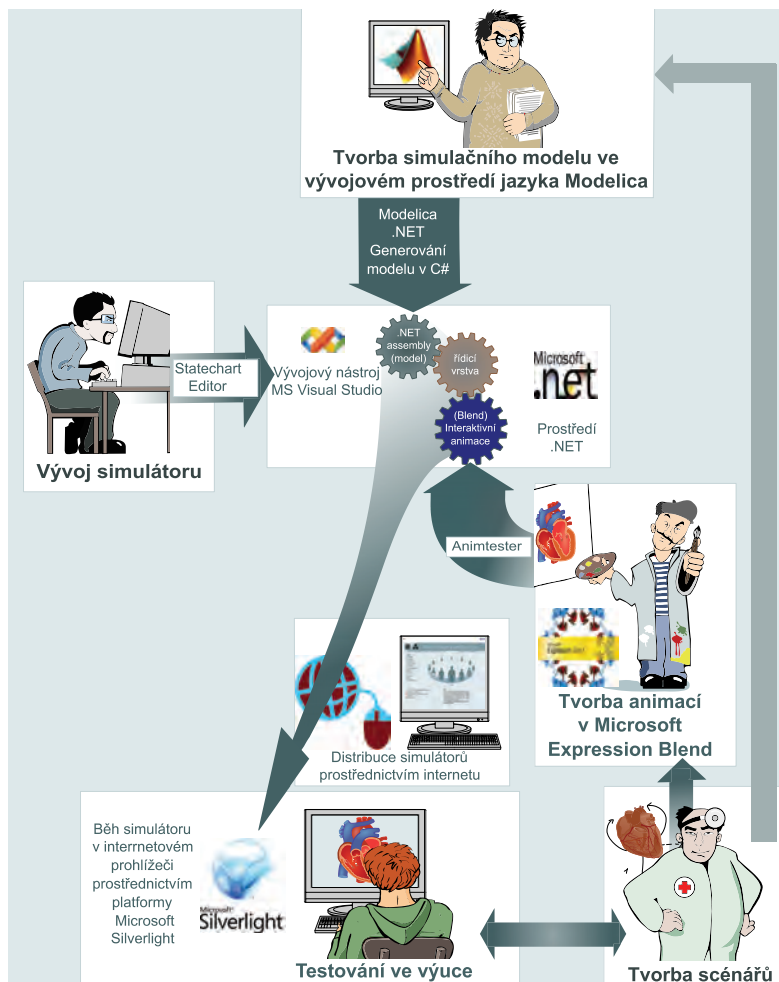 Tvorba simulačního modelu ve
vývojovém prostředí jazyka Modelica
Modelica
.NET
Generování
modelu v C#
.NET
assembly
(model)
řídicí
vrstva
(Blend)
Interaktivní
animace
Vývojový nástroj
MS Visual Studio
Microsoft
.net
Prostředí
.NET
Statechart
Editor
Vývoj simulátoru
Animtester
Tvorba animací
v Microsoft
Expression Blend
Distribuce simulátorů
prostřednictvím internetu
Běh simulátoru
v interrnetovém
prohlížeči
prostřednictvím
platformy
Microsoft
Silverlight
Microsoft
Silverlight
Testování ve výuce
Tvorba scénářů